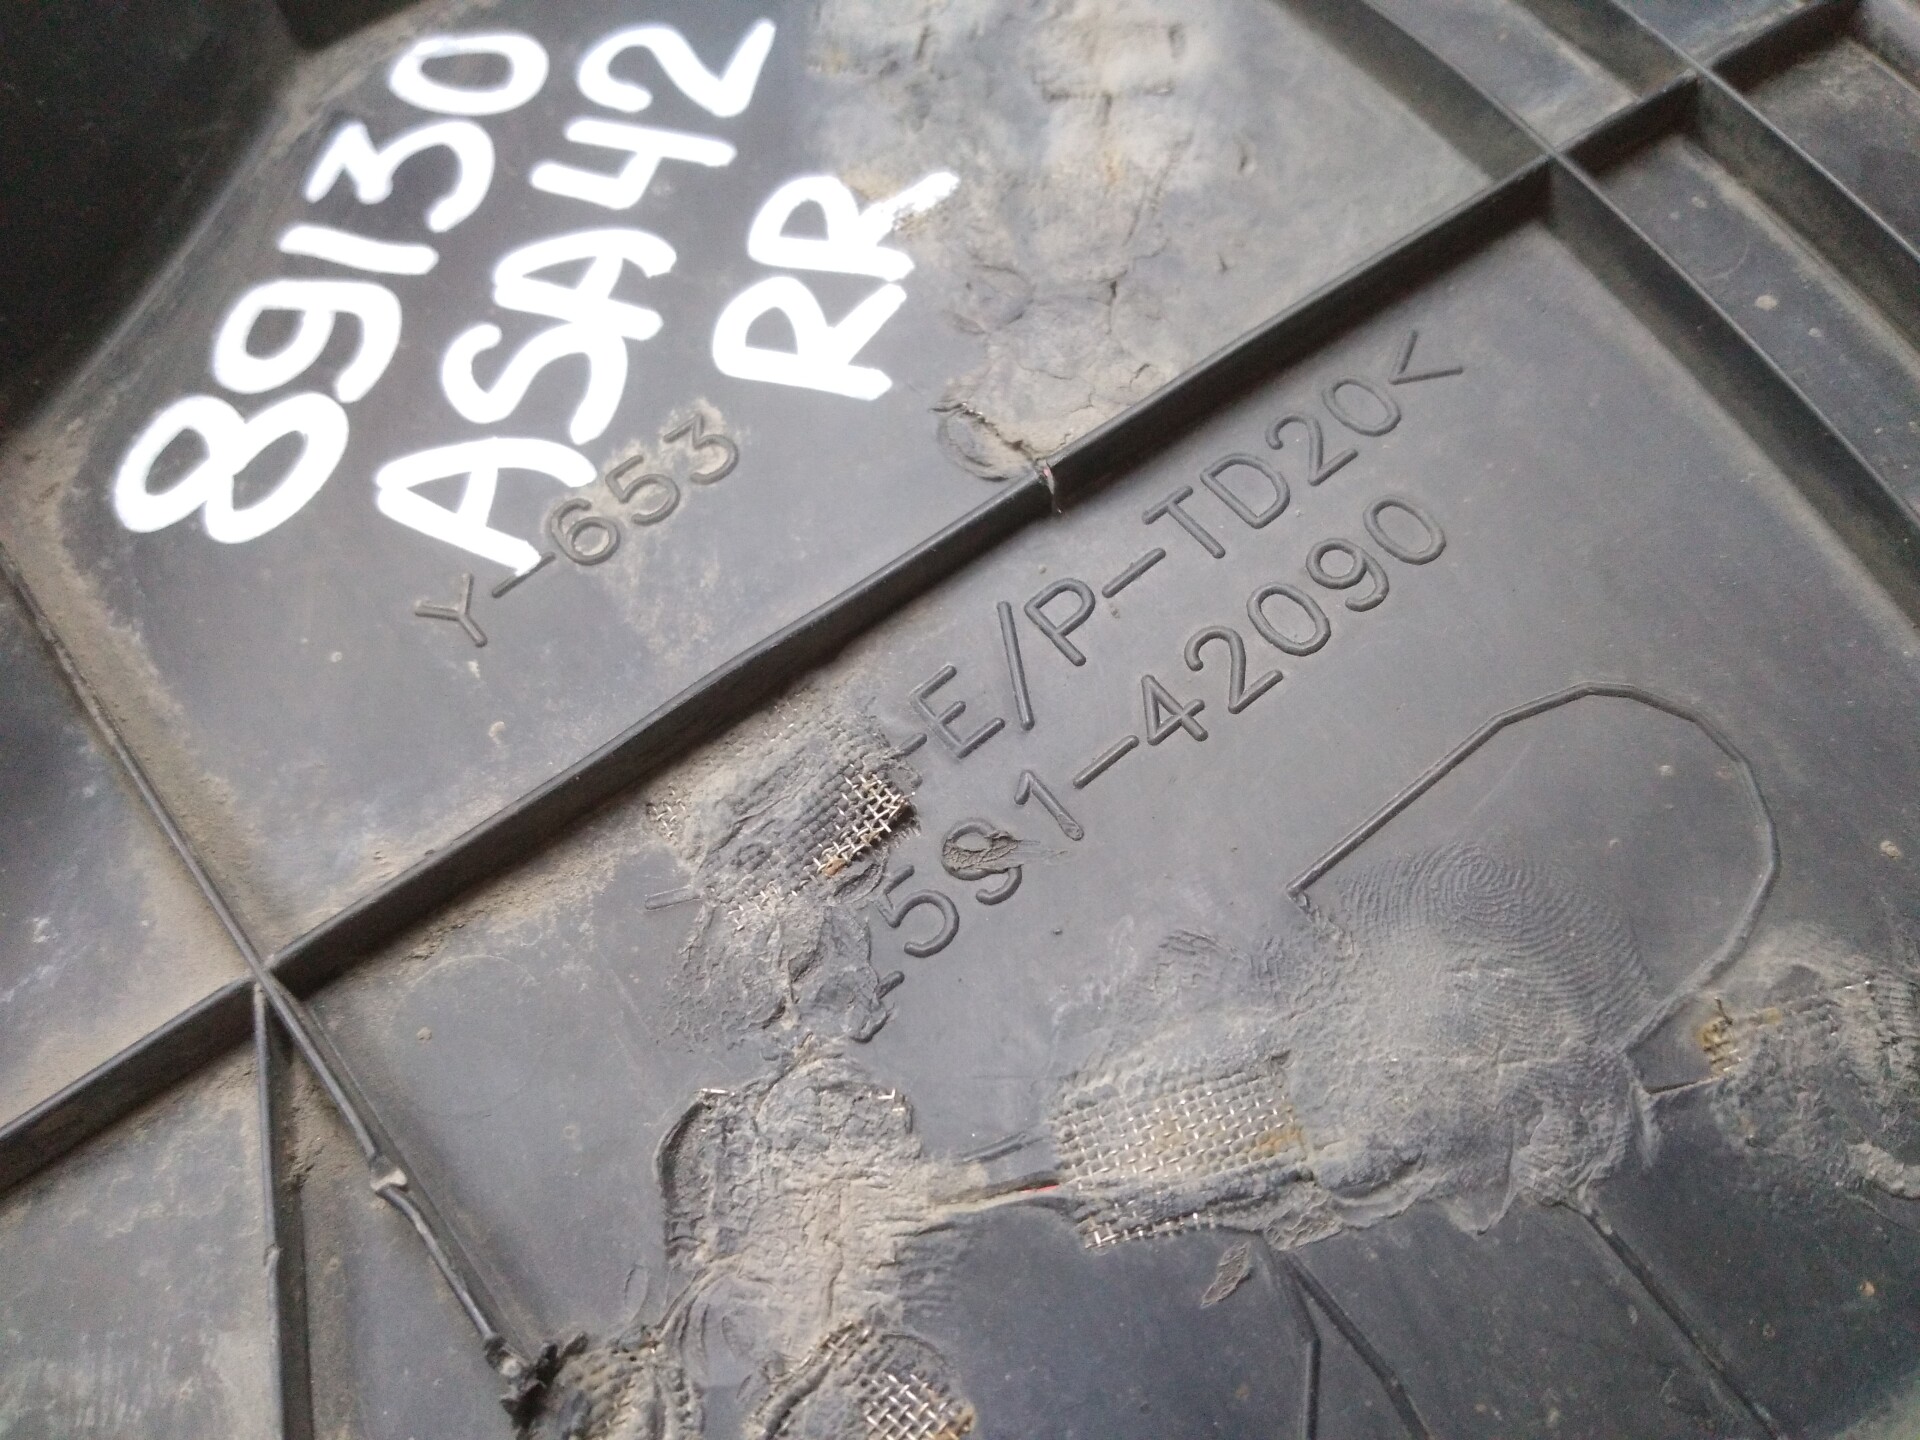 89130
ASA42
RR
Y-653
E/P-TD20<
591-42090